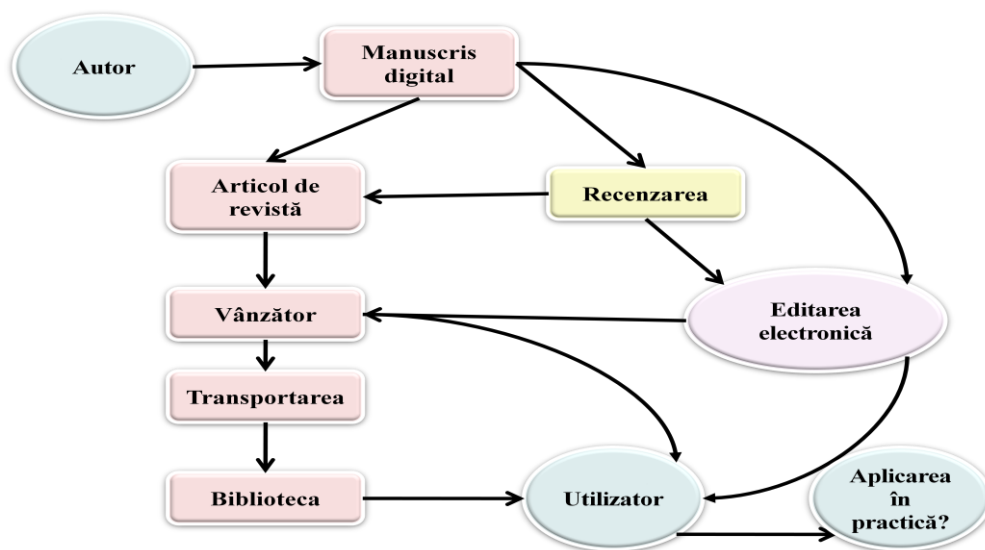 Autor
Manuscris
digital
Articol de
revistă
Recenzarea
Vânzător
Editarea
electronică
Transportarea
Biblioteca
Utilizator
Aplicarea
în
practică?